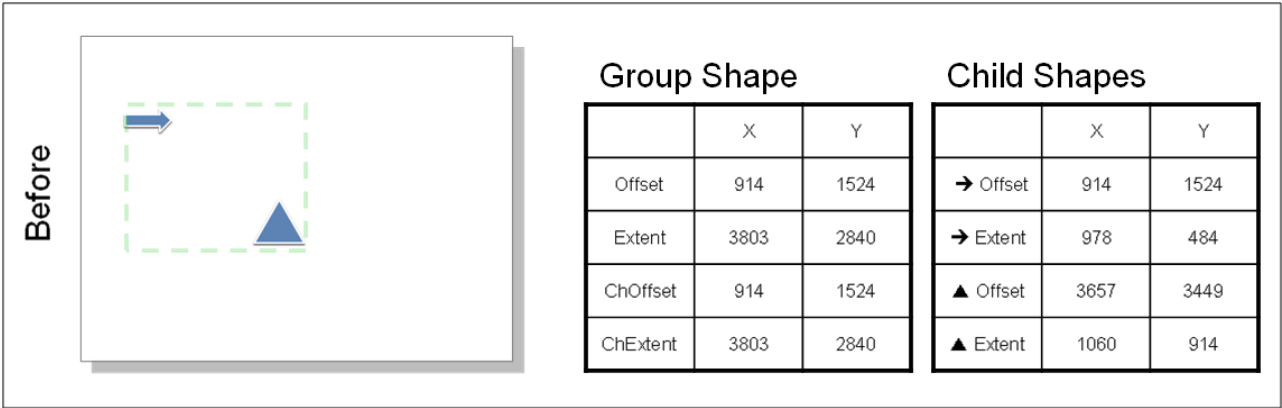 Before
Group Shape
X Y
Offset 914 1524
Extent 3803 2840
ChOffset 914 1524
ChExtent 3803 2840
Child Shapes
X Y
➔ Offset 914 1524
➔ Extent 978 484
▲ Offset 3657 3449
▲ Extent 1060 914